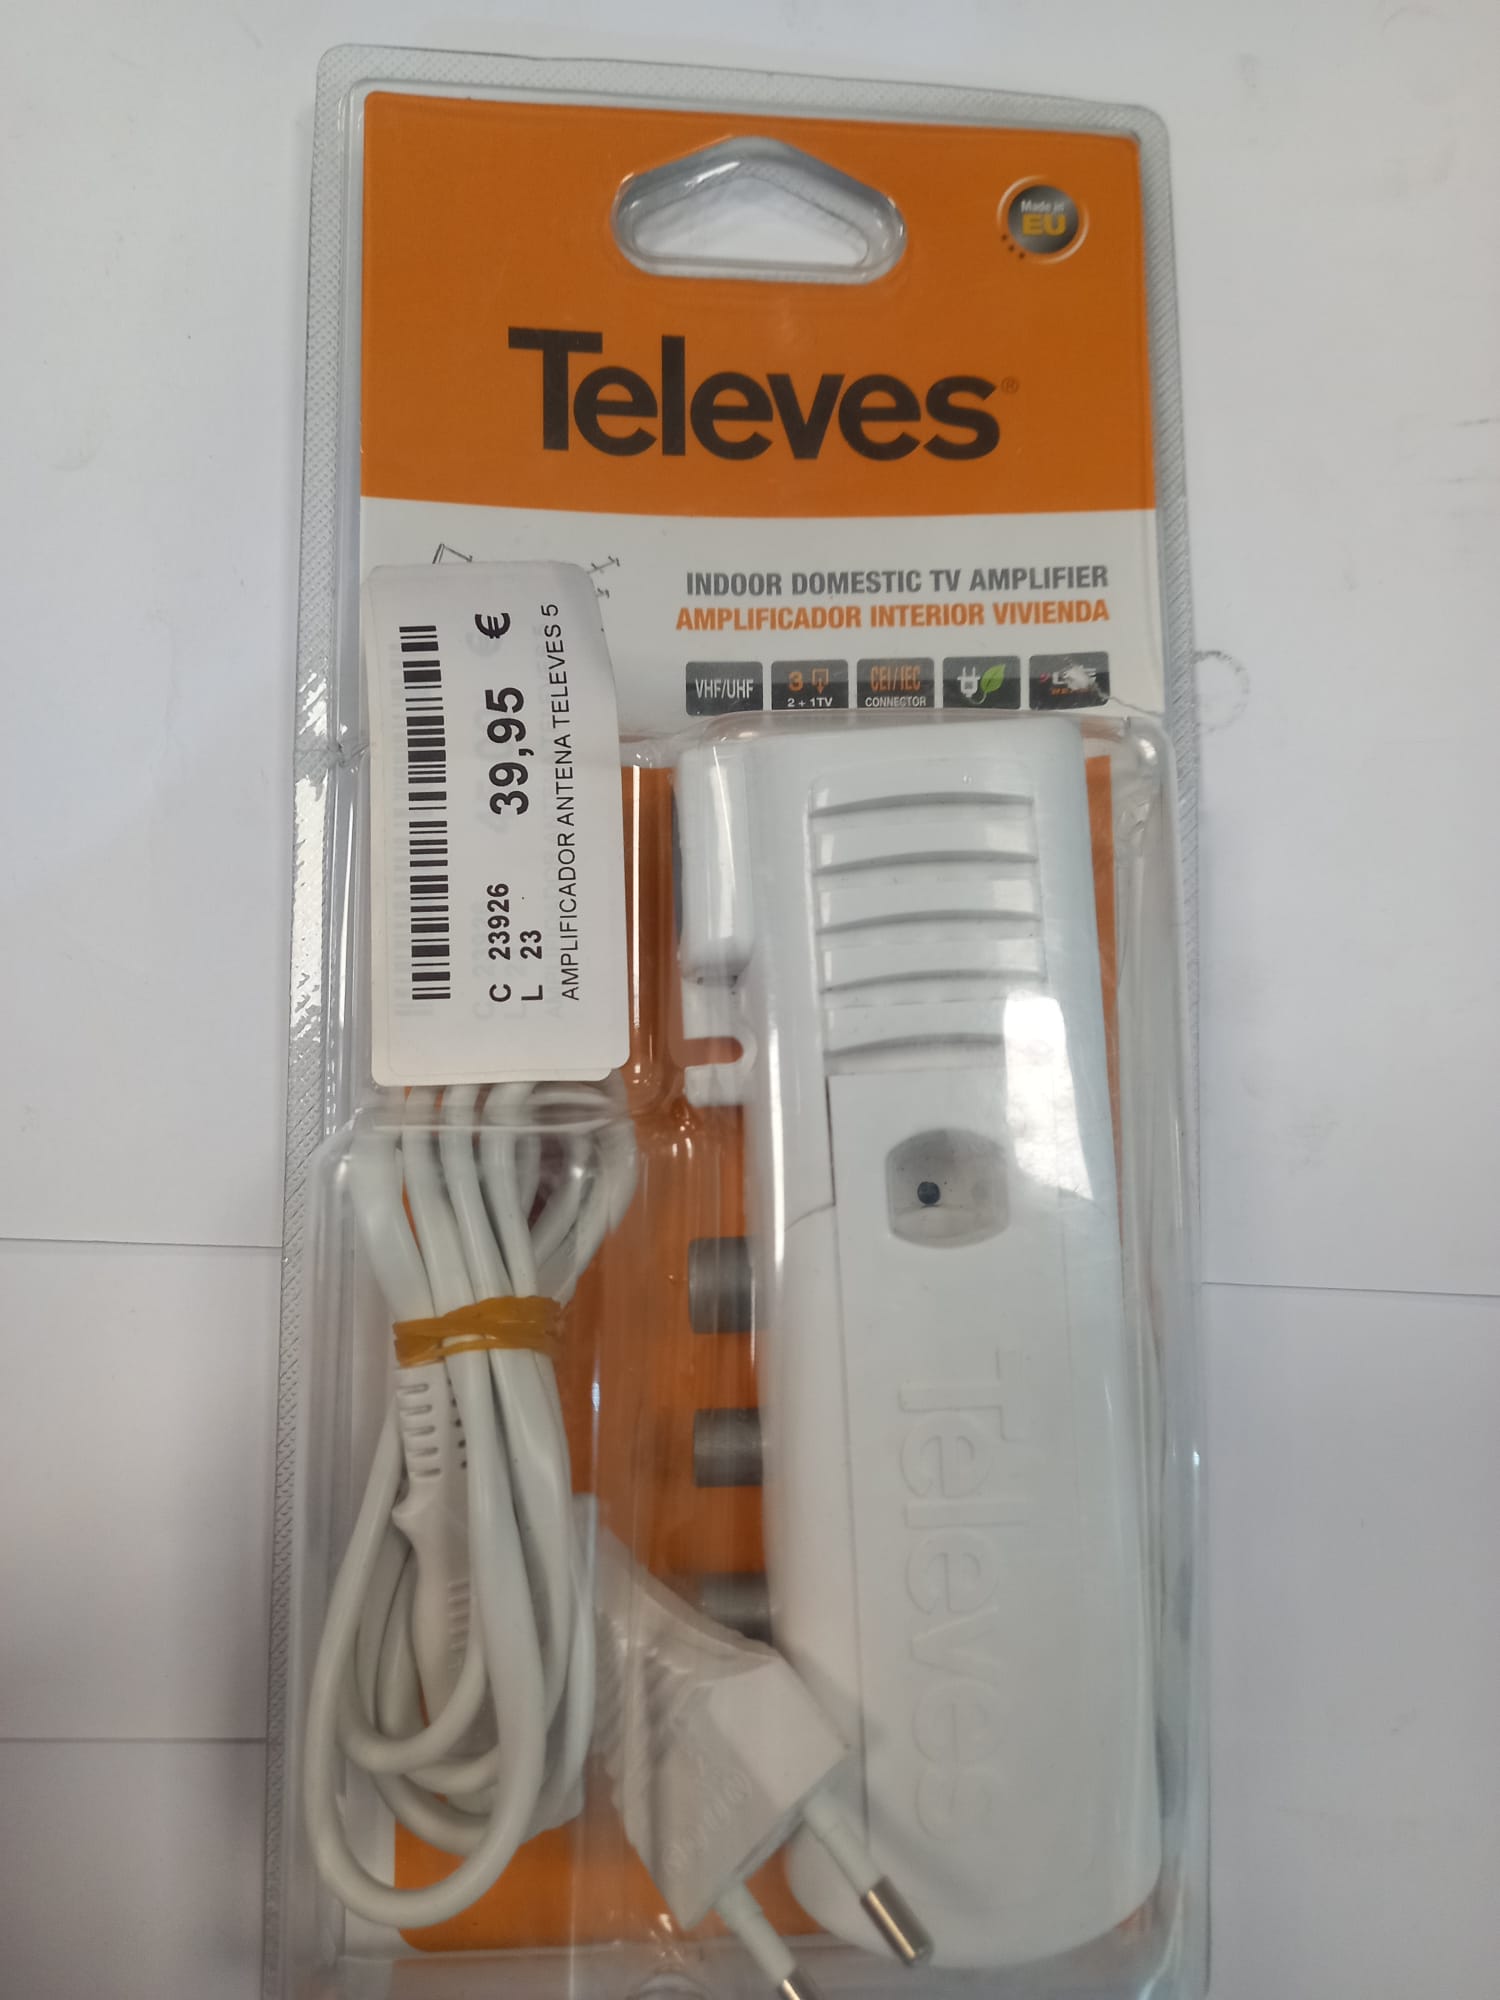 Made in
EU
Televes®
INDOOR DOMESTIC TV AMPLIFIER
AMPLIFICADOR INTERIOR VIVIENDA
VHF/UHF
3
2 + 1TV
CEI/IEC
CONNECTOR
39,95 €
C 23926
L 23
AMPLIFICADOR ANTENA TELEVES 5
Televes